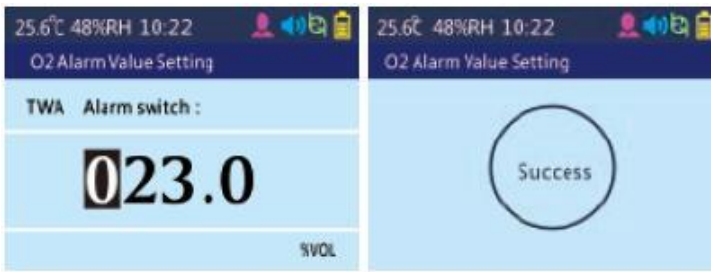 25.6℃ 48%RH 10:22
O2 Alarm Value Setting
TWA Alarm switch :
023.0
%VOL
25.6℃ 48%RH 10:22
O2 Alarm Value Setting
Success